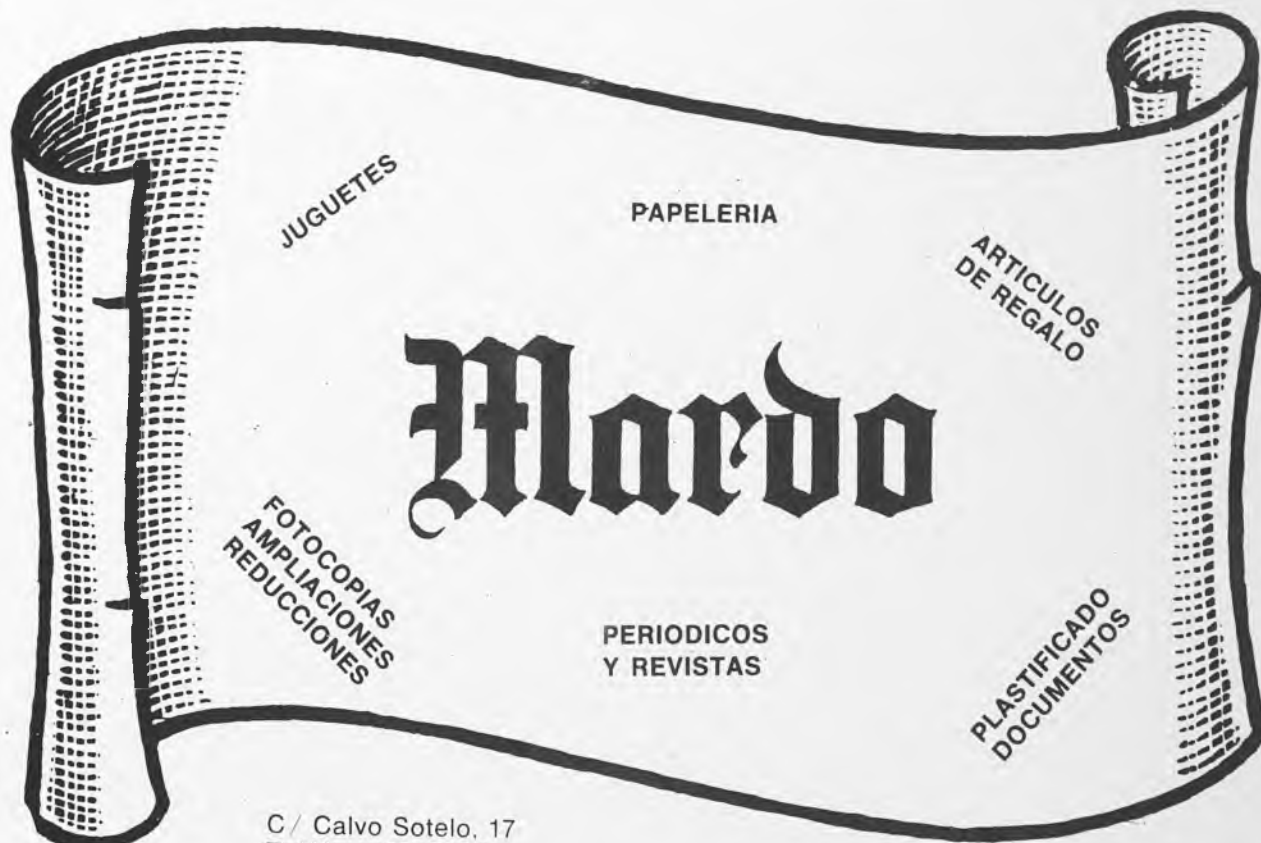 JUGUETES
PAPELERIA
ARTICULOS
DE REGALO
Mardo
FOTOCOPIAS
AMPLIACIONES
REDUCCIONES
PERIODICOS
Y REVISTAS
PLASTIFICADO
DOCUMENTOS
C/ Calvo Sotelo, 17